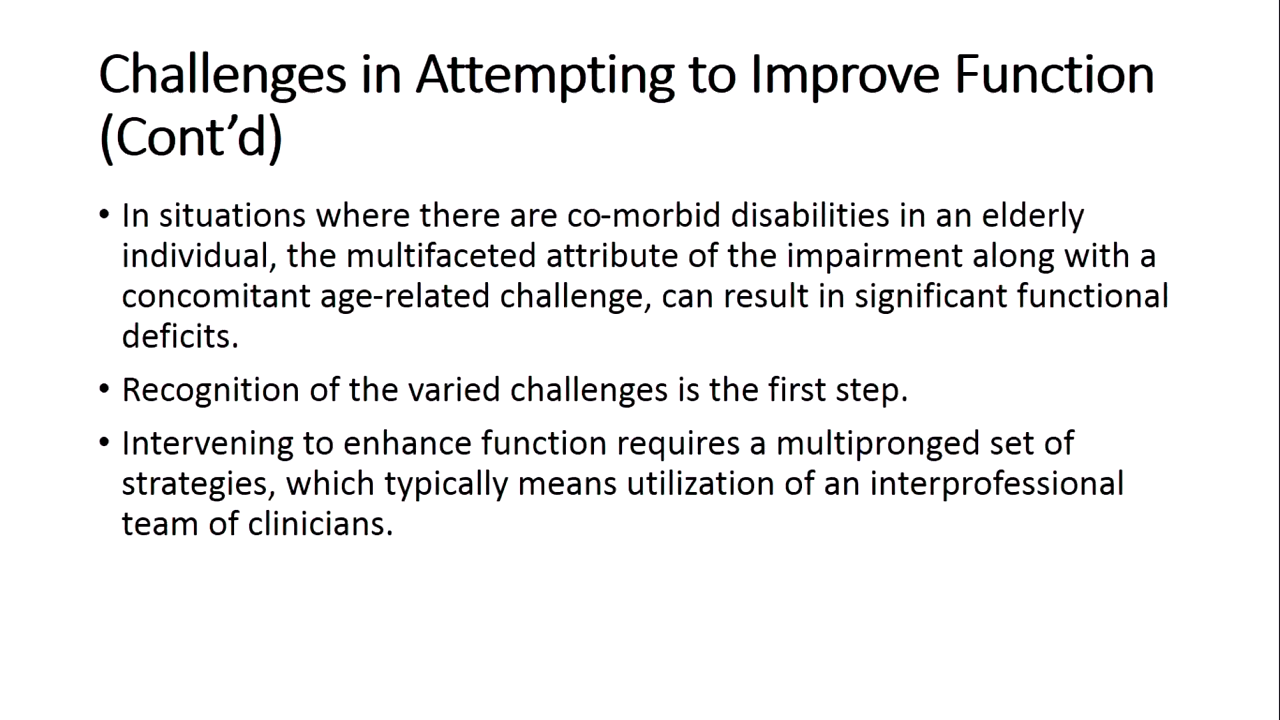 Challenges in Attempting to Improve Function
(Cont’d)
• In situations where there are co-morbid disabilities in an elderly
individual, the multifaceted attribute of the impairment along with a
concomitant age-related challenge, can result in significant functional
deficits.
• Recognition of the varied challenges is the first step.
• Intervening to enhance function requires a multipronged set of
strategies, which typically means utilization of an interprofessional
team of clinicians.